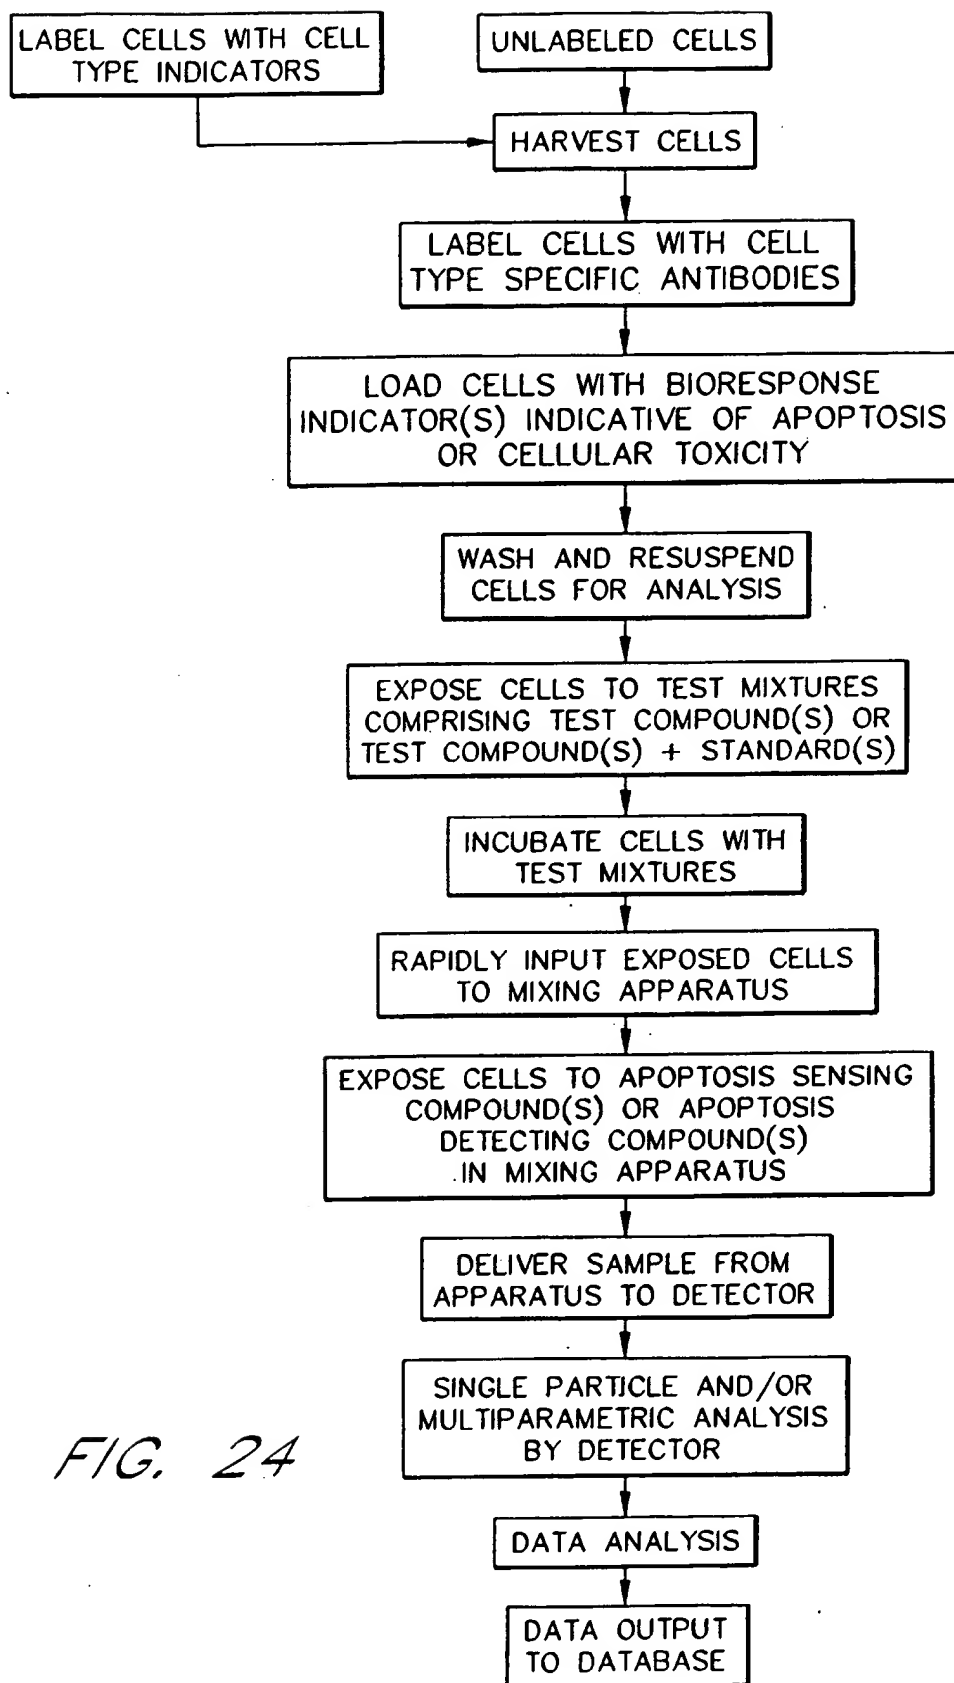 LABEL CELLS WITH CELL
TYPE INDICATORS
UNLABELED CELLS
HARVEST CELLS
LABEL CELLS WITH CELL
TYPE SPECIFIC ANTIBODIES
LOAD CELLS WITH BIORESPONSE
INDICATOR(S) INDICATIVE OF APOPTOSIS
OR CELLULAR TOXICITY
WASH AND RESUSPEND
CELLS FOR ANALYSIS
EXPOSE CELLS TO TEST MIXTURES
COMPRISING TEST COMPOUND(S) OR
TEST COMPOUND(S) + STANDARD(S)
INCUBATE CELLS WITH
TEST MIXTURES
RAPIDLY INPUT EXPOSED CELLS
TO MIXING APPARATUS
EXPOSE CELLS TO APOPTOSIS SENSING
COMPOUND(S) OR APOPTOSIS
DETECTING COMPOUND(S)
IN MIXING APPARATUS
DELIVER SAMPLE FROM
APPARATUS TO DETECTOR
SINGLE PARTICLE AND/OR
MULTIPARAMETRIC ANALYSIS
BY DETECTOR
DATA ANALYSIS
DATA OUTPUT
TO DATABASE
FIG. 24